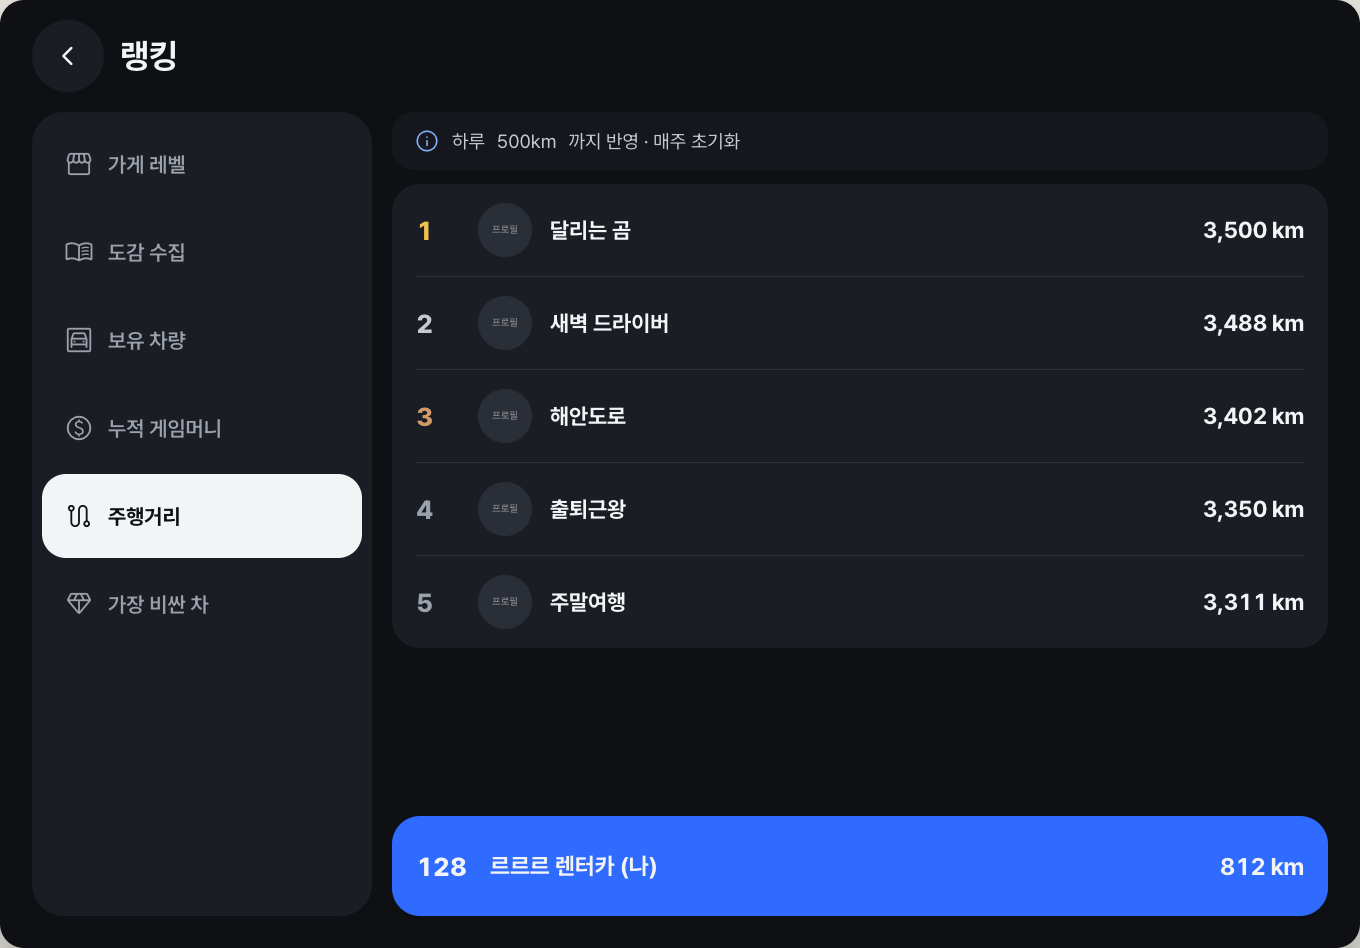 랭킹
가게 레벨
도감 수집
보유 차량
누적 게임머니
주행거리
가장 비싼 차
하루 500km 까지 반영 · 매주 초기화
1 프로필 달리는 곰 3,500 km
2 프로필 새벽 드라이버 3,488 km
3 프로필 해안도로 3,402 km
4 프로필 출퇴근왕 3,350 km
5 프로필 주말여행 3,311 km
128 르르르 렌터카 (나) 812 km